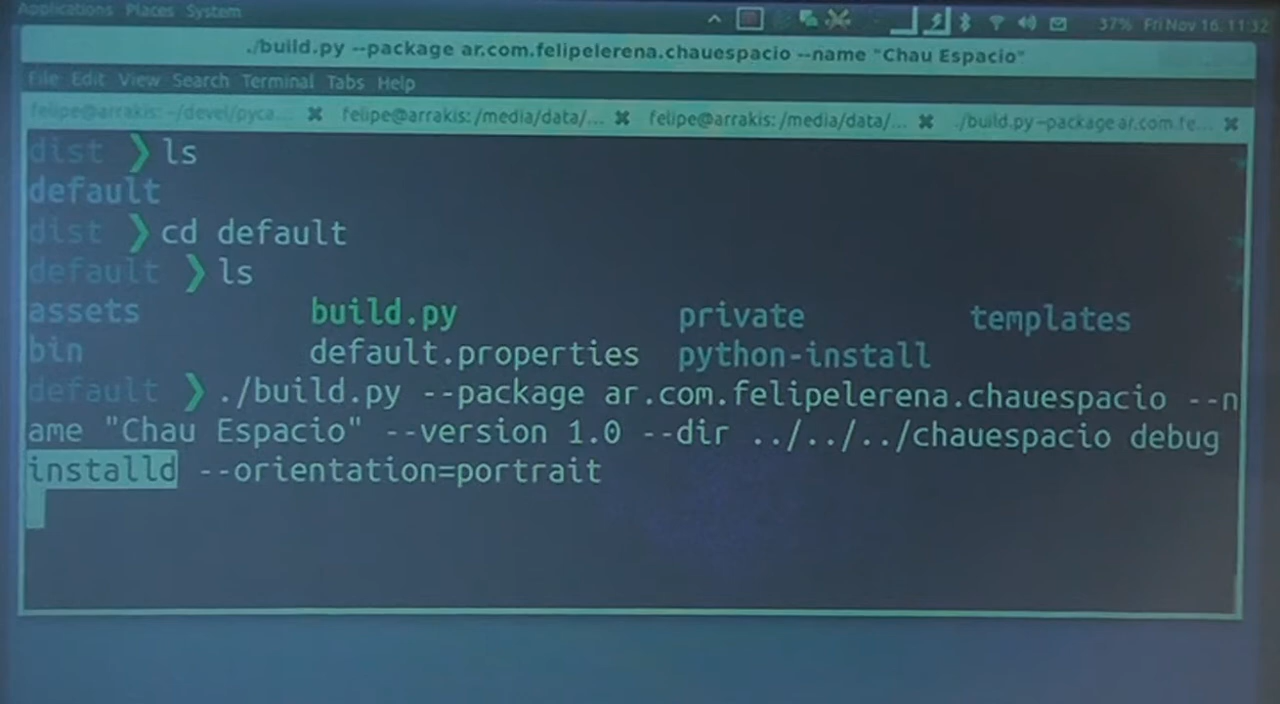 Applications Places System 37% Fri Nov 16, 11:32
./build.py --package ar.com.felipelerena.chauespacio --name "Chau Espacio"
File Edit View Search Terminal Tabs Help
felipe@arrakis: ~/devel/pyca... felipe@arrakis: /media/data/... felipe@arrakis: /media/data/... ./build.py --package ar.com.fe...
dist ❯ ls
default
dist ❯ cd default
default ❯ ls
assets build.py private templates
bin default.properties python-install
default ❯ ./build.py --package ar.com.felipelerena.chauespacio --n
ame "Chau Espacio" --version 1.0 --dir ../../../chauespacio debug
installd --orientation=portrait